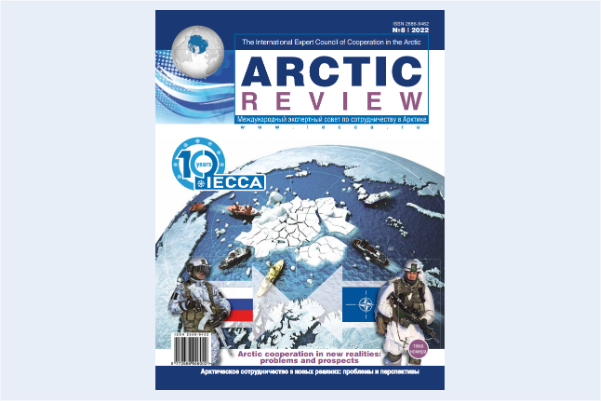 ISSN 2686-9462
№8 | 2022
The International Expert Council of Cooperation in the Arctic
ARCTIC
REVIEW
Международный экспертный совет по сотрудничеству в Арктике
www.iecca.ru
10 years
IECCA
Arctic cooperation in new realities:
problems and prospects
Арктическое сотрудничество в новых реалиях: проблемы и перспективы